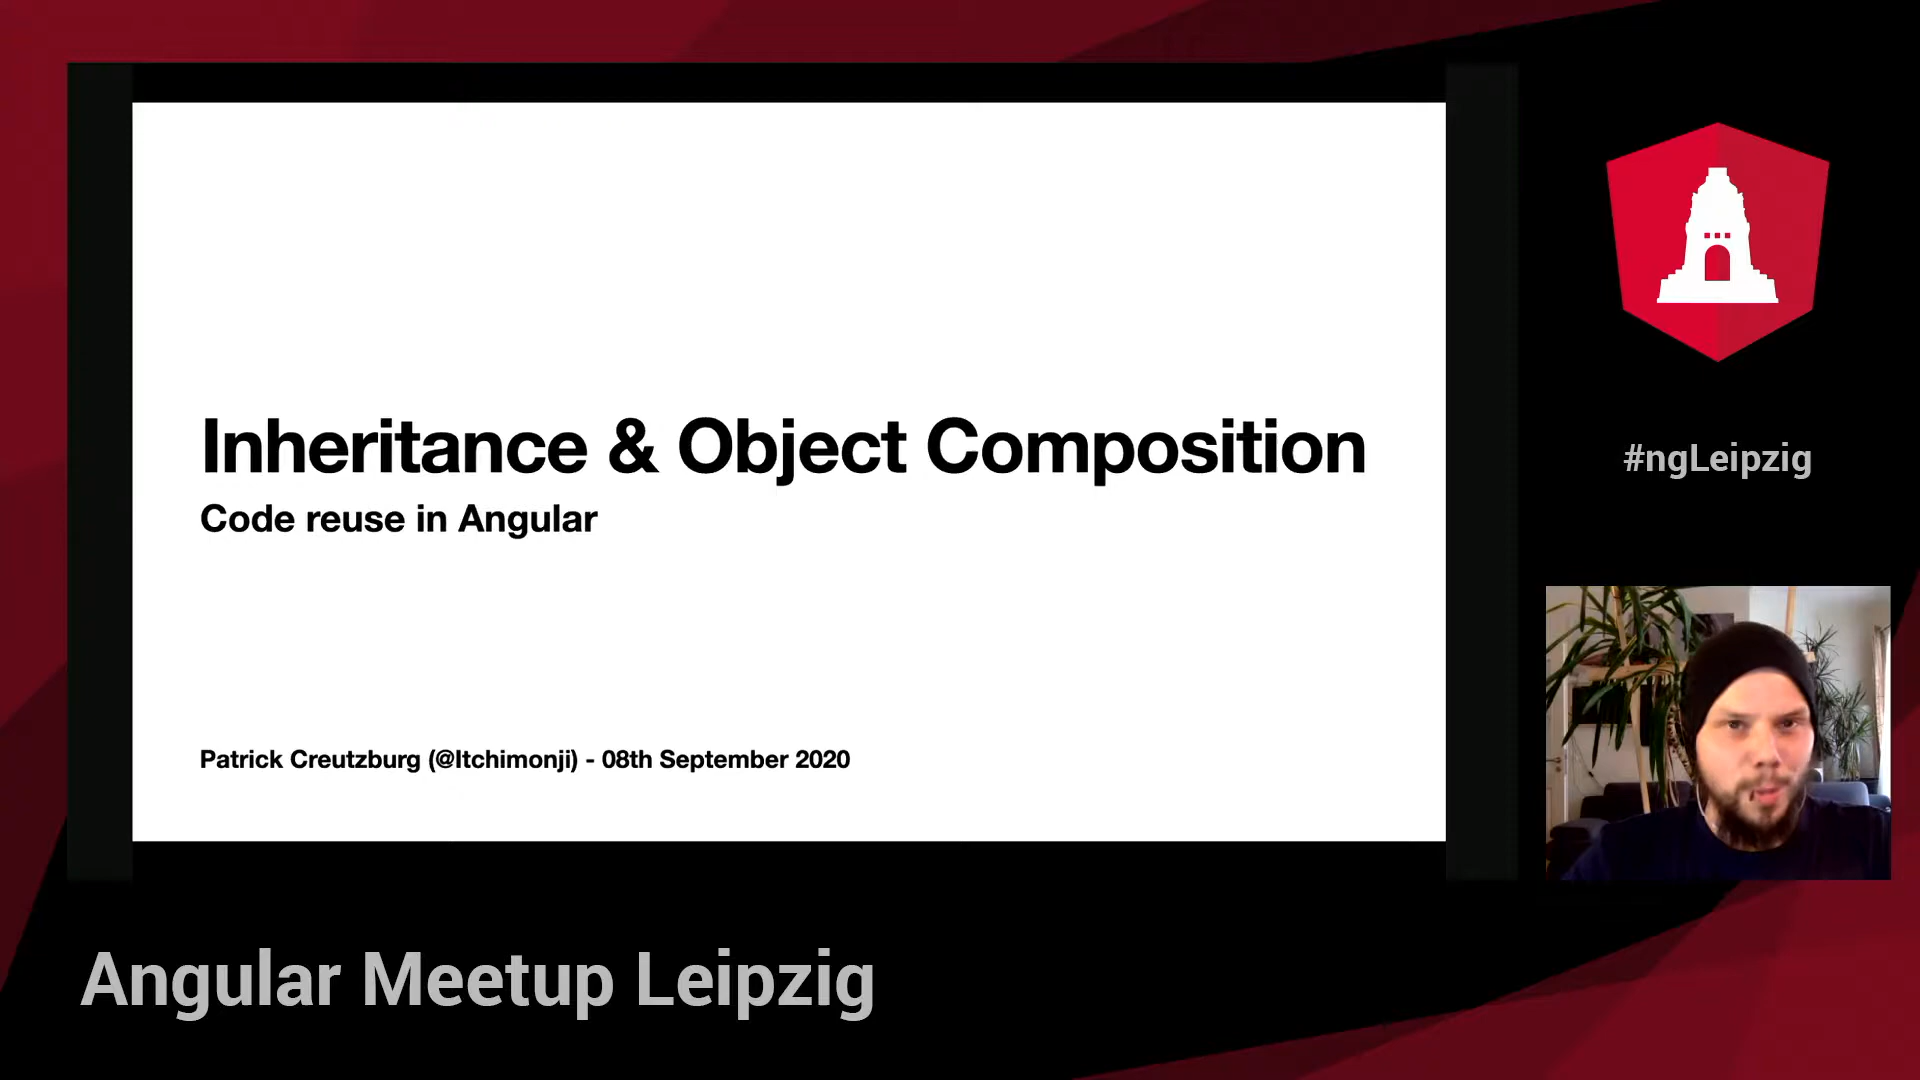 Inheritance & Object Composition
Code reuse in Angular
Patrick Creutzburg (@Itchimonji) - 08th September 2020
#ngLeipzig
Angular Meetup Leipzig